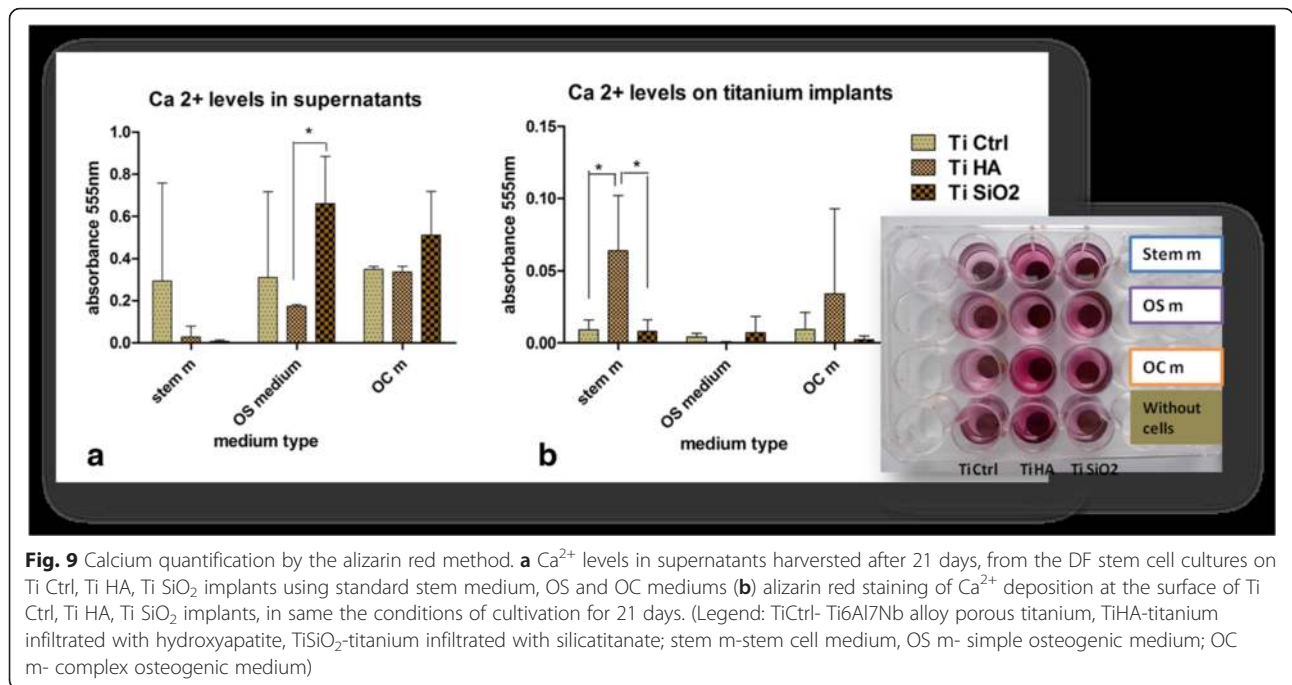 Ca 2+ levels in supernatants
absorbance 555nm
1.0
0.8
0.6
0.4
0.2
0.0
*
stem m
OS medium
OC m
medium type
a
Ca 2+ levels on titanium implants
absorbance 555nm
0.15
0.10
0.05
0.00
* *
stem m
OS medium
OC m
medium type
b
Ti Ctrl
Ti HA
Ti SiO2
Stem m
OS m
OC m
Without
cells
Ti Ctrl Ti HA Ti SiO2
Fig. 9 Calcium quantification by the alizarin red method. a Ca2+ levels in supernatants harversted after 21 days, from the DF stem cell cultures on
Ti Ctrl, Ti HA, Ti SiO2 implants using standard stem medium, OS and OC mediums (b) alizarin red staining of Ca2+ deposition at the surface of Ti
Ctrl, Ti HA, Ti SiO2 implants, in same the conditions of cultivation for 21 days. (Legend: TiCtrl- Ti6Al7Nb alloy porous titanium, TiHA-titanium
infiltrated with hydroxyapatite, TiSiO2-titanium infiltrated with silicatitanate; stem m-stem cell medium, OS m- simple osteogenic medium; OC
m- complex osteogenic medium)